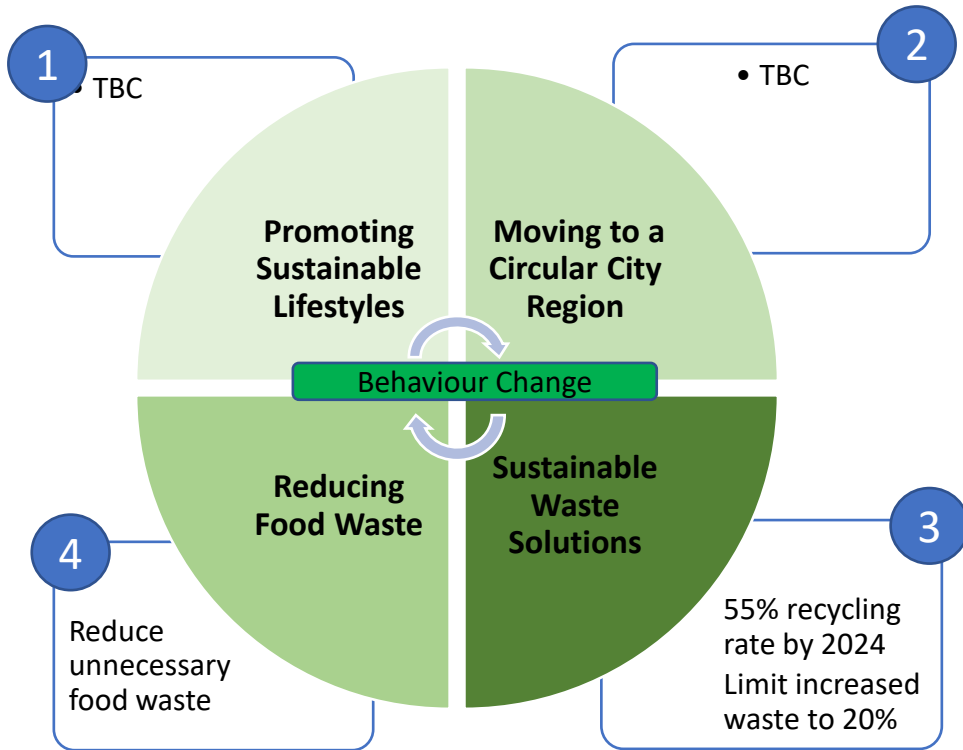 1
• TBC
2
• TBC
Promoting
Sustainable
Lifestyles
Moving to a
Circular City
Region
Behaviour Change
Reducing
Food Waste
Sustainable
Waste
Solutions
4
Reduce
unnecessary
food waste
3
55% recycling
rate by 2024
Limit increased
waste to 20%